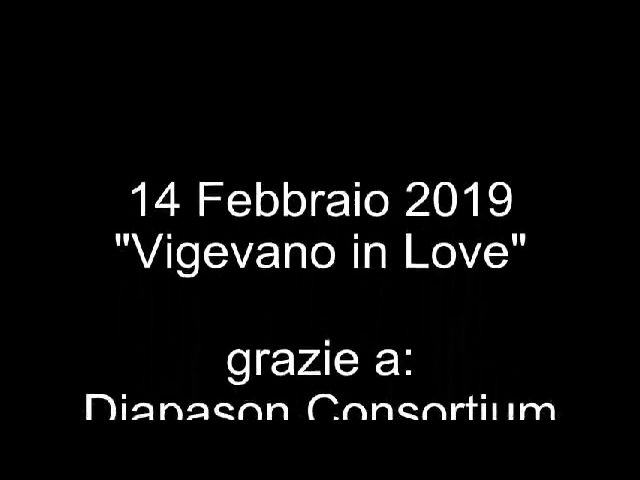 14 Febbraio 2019
"Vigevano in Love"
grazie a:
Diapason Consortium